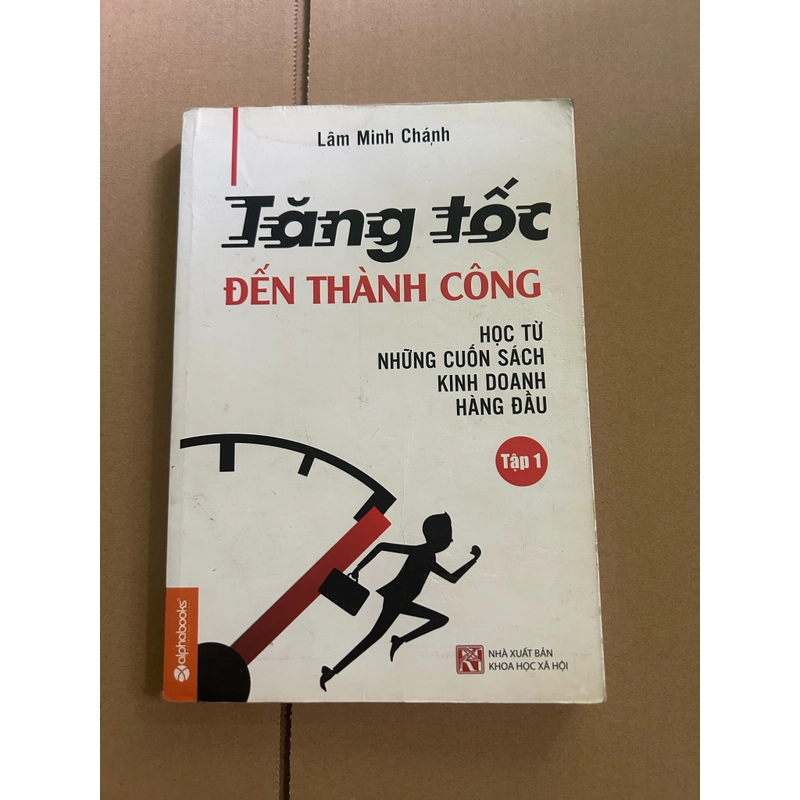 Lâm Minh Chánh
Tăng tốc
ĐẾN THÀNH CÔNG
HỌC TỪ
NHỮNG CUỐN SÁCH
KINH DOANH
HÀNG ĐẦU
Tập 1
alphabooks
NHÀ XUẤT BẢN
KHOA HỌC XÃ HỘI